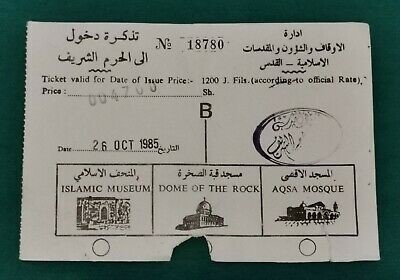 ادارة
الاوقاف والشؤون والمقدسات
الاسلامية - القدس
№ 18780
تذكرة دخول
الى الحرم الشريف
Ticket valid for Date of Issue Price:- 1200 J. Fils. (according to official Rate)
Price : 004700 Sh.
B
Date 26 OCT 1985 التاريخ
المتحف الاسلامي
ISLAMIC MUSEUM
مسجد قبة الصخرة
DOME OF THE ROCK
المسجد الاقصى
AQSA MOSQUE